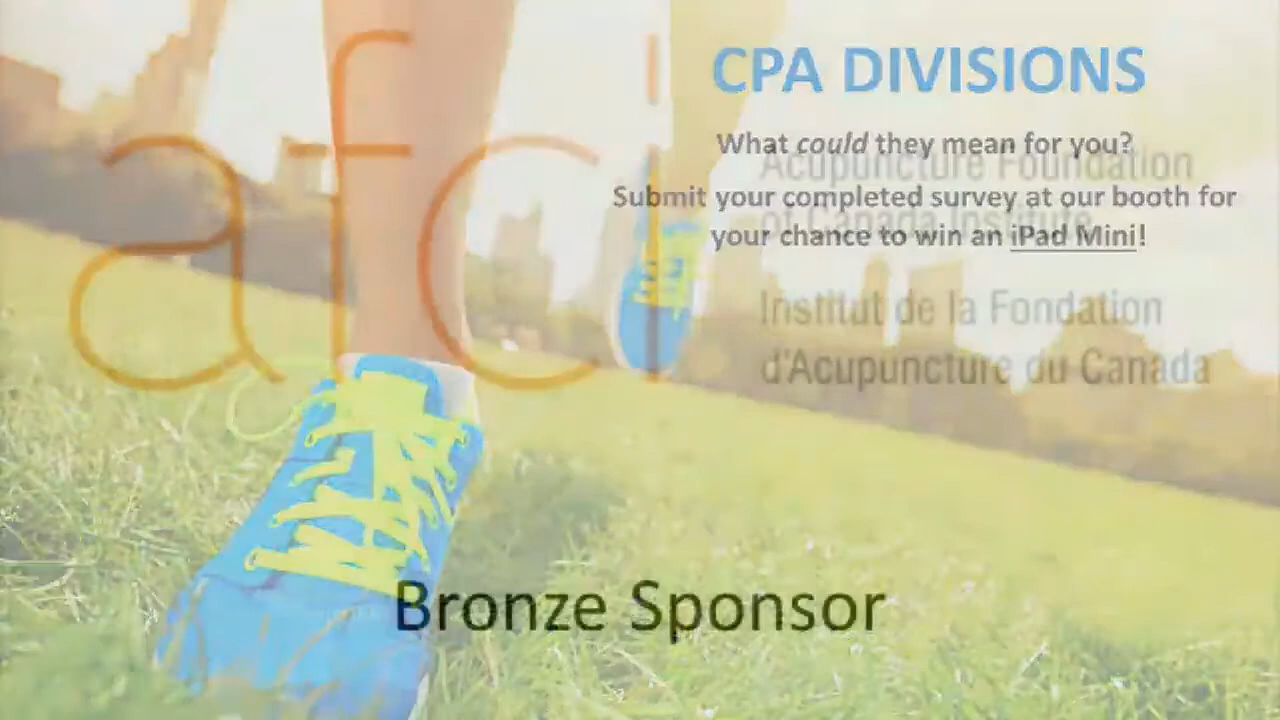 CPA DIVISIONS
What could they mean for you?
Submit your completed survey at our booth for
your chance to win an iPad Mini!
afci
Acupuncture Foundation
of Canada Institute
Institut de la Fondation
d'Acupuncture du Canada
Bronze Sponsor